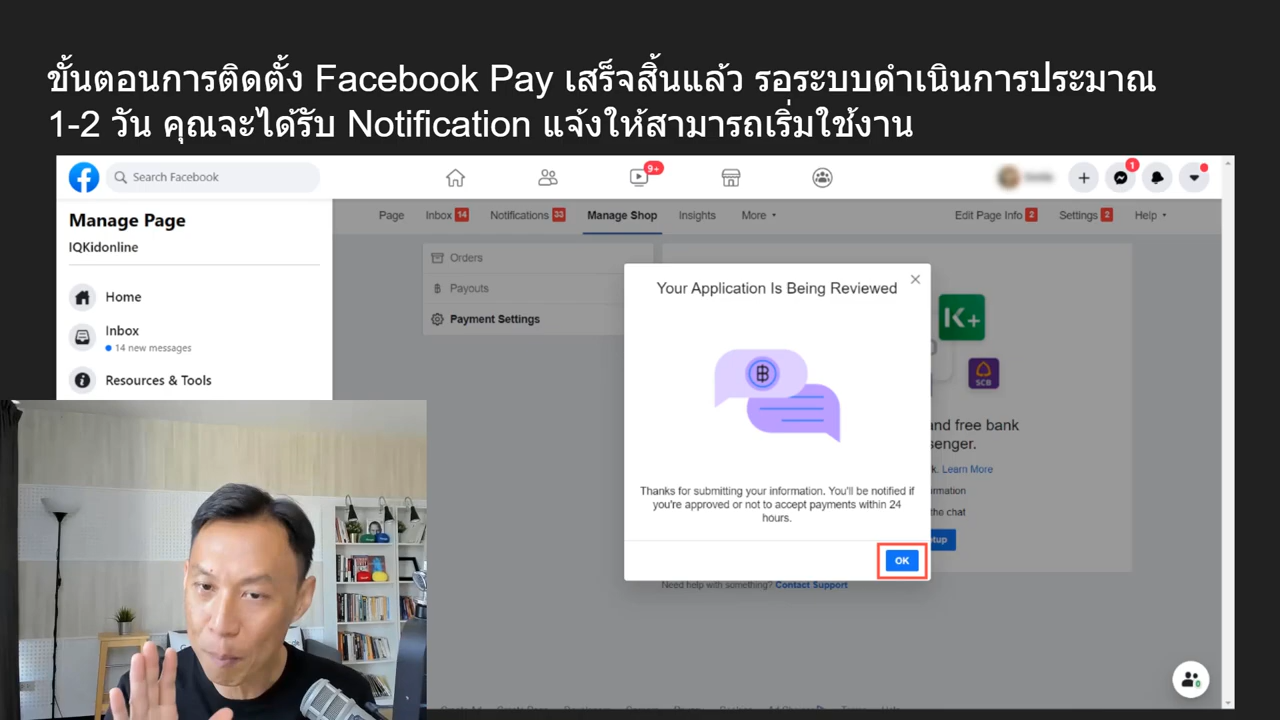 ขั้นตอนการติดตั้ง Facebook Pay เสร็จสิ้นแล้ว รอระบบดำเนินการประมาณ
1-2 วัน คุณจะได้รับ Notification แจ้งให้สามารถเริ่มใช้งาน
Search Facebook
9+
1
Manage Page
IQKidonline
Home
Inbox
14 new messages
Resources & Tools
Page Inbox 14 Notifications 33 Manage Shop Insights More Edit Page Info 2 Settings 2 Help
Orders
Payouts
Payment Settings
Your Application Is Being Reviewed
Thanks for submitting your information. You'll be notified if
you're approved or not to accept payments within 24
hours.
OK
K+
SCB
and free bank
senger.
k. Learn More
rmation
the chat
etup
Need help with something? Contact Support